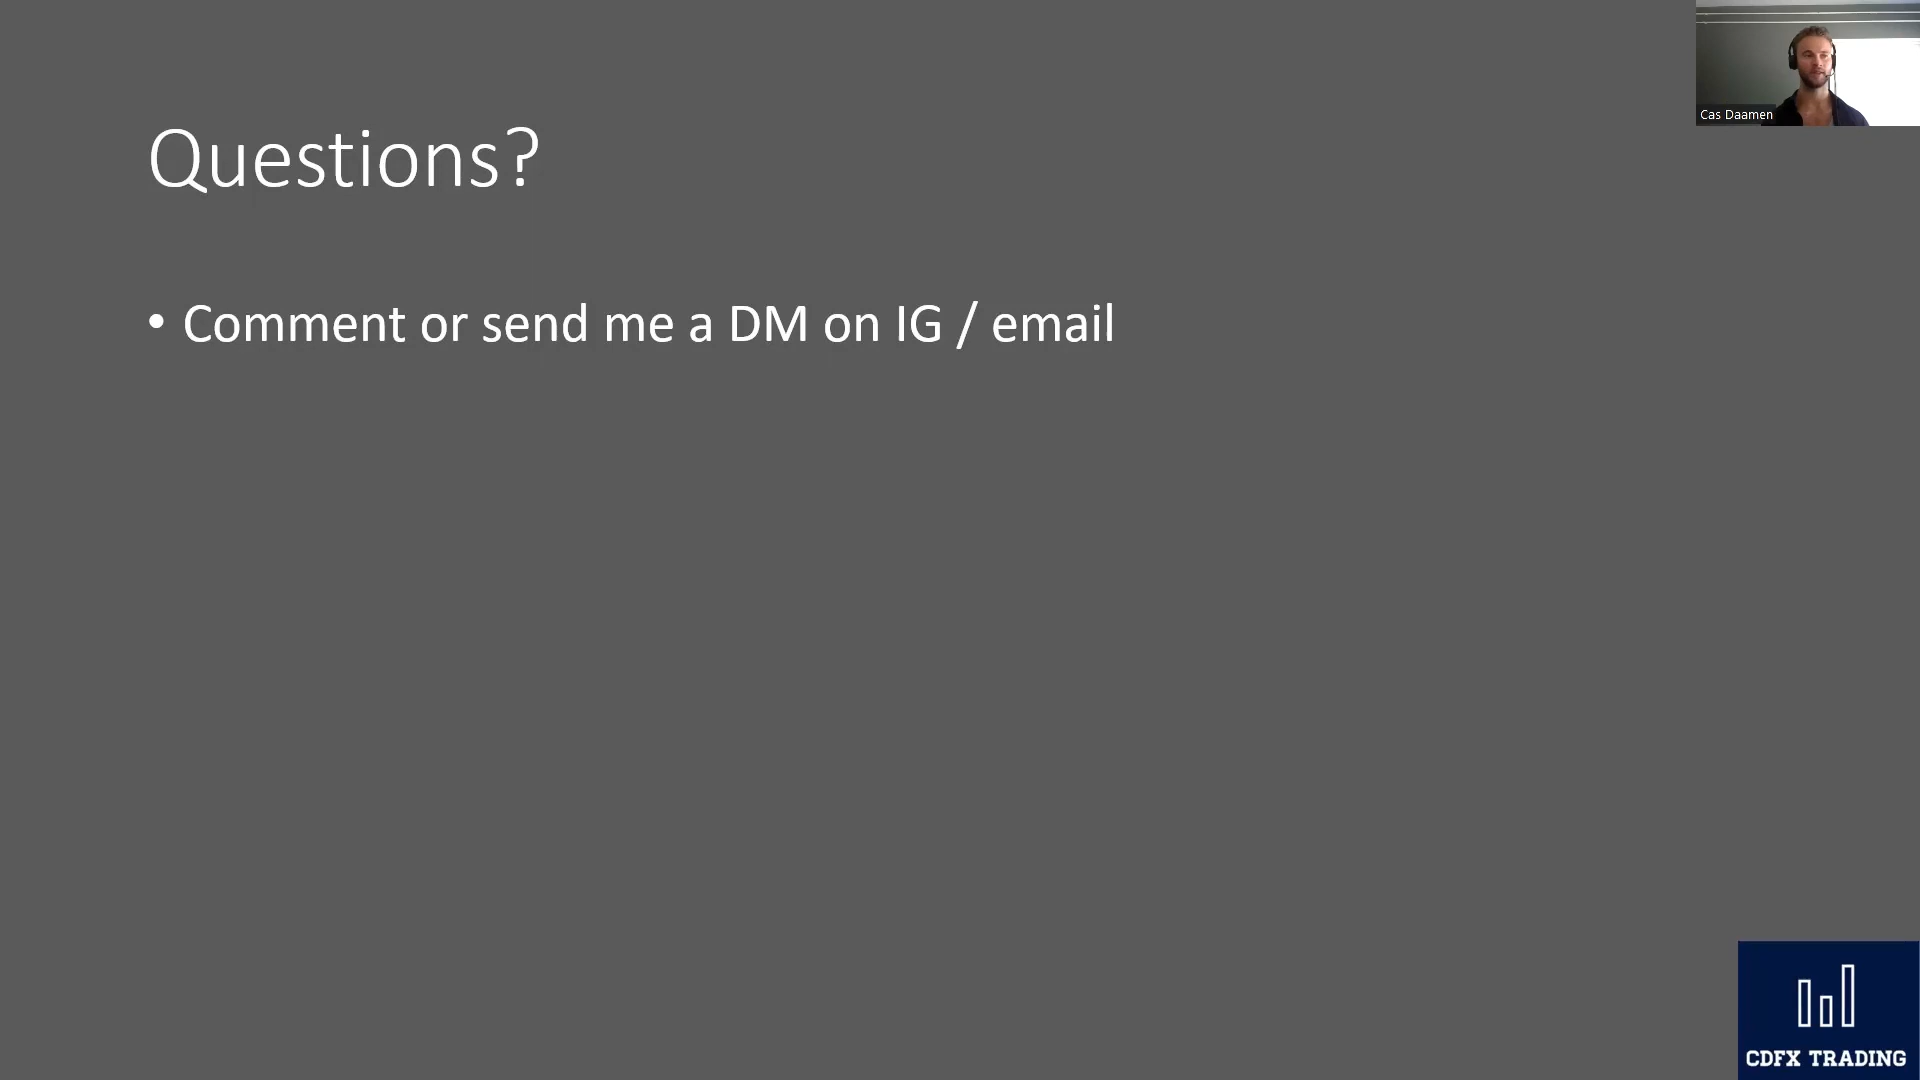 Cas Daamen
Questions?
• Comment or send me a DM on IG / email
CDFX TRADING